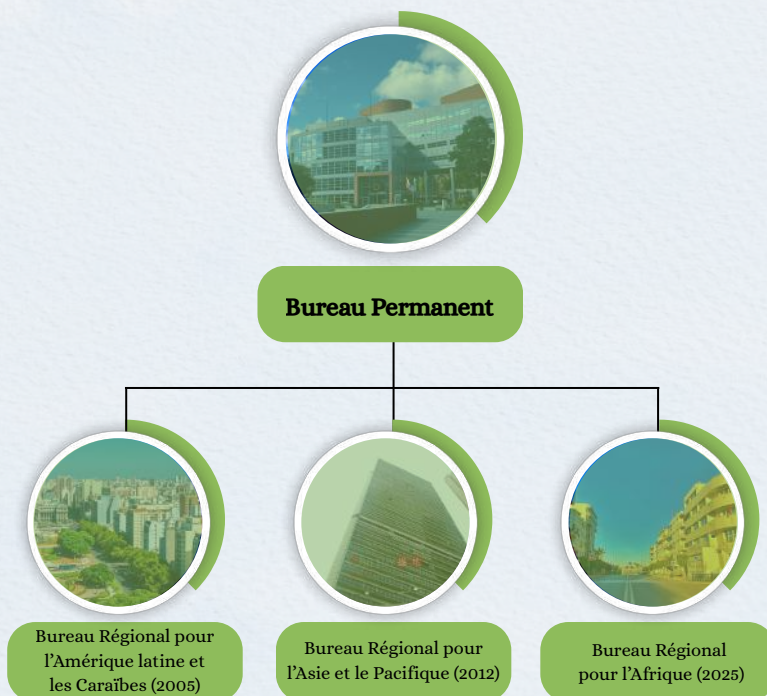 Bureau Permanent
Bureau Régional pour
l'Amérique latine et
les Caraïbes (2005)
Bureau Régional pour
l'Asie et le Pacifique (2012)
Bureau Régional
pour l'Afrique (2025)